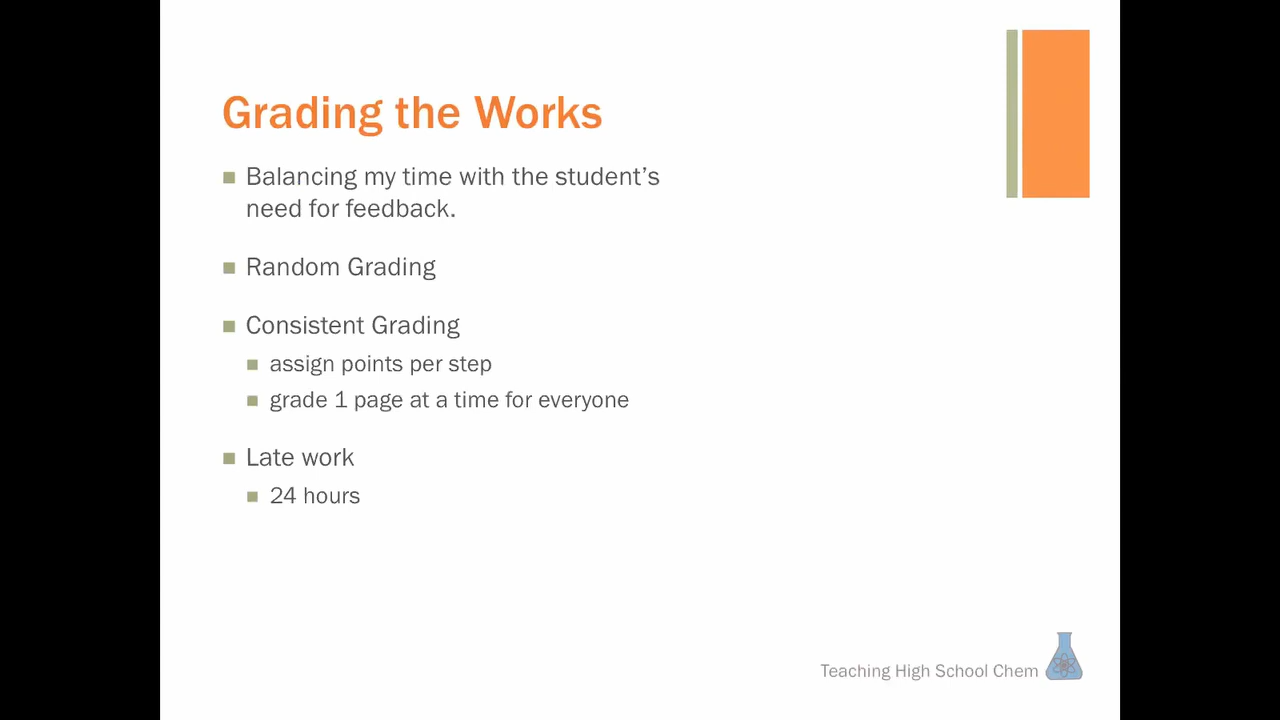 Grading the Works
Balancing my time with the student's
need for feedback.
Random Grading
Consistent Grading
assign points per step
grade 1 page at a time for everyone
Late work
24 hours
Teaching High School Chem